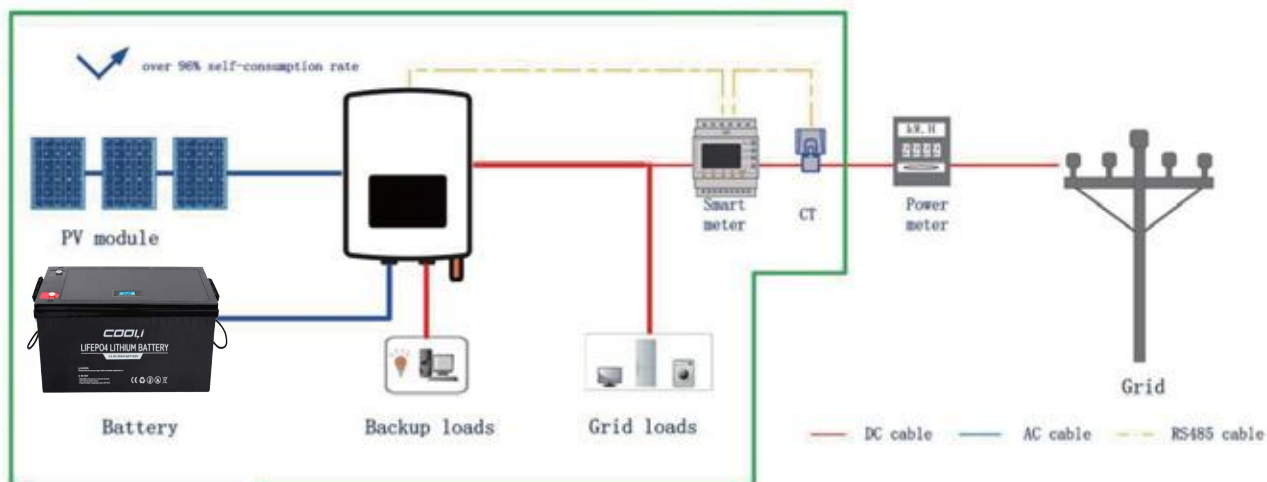 over 98% self-consumption rate
kW.H
PV module
Smart
meter
CT
Power
meter
COOLI
LIFEPO4 LITHIUM BATTERY
Battery
Backup loads
Grid loads
Grid
DC cable
AC cable
RS485 cable